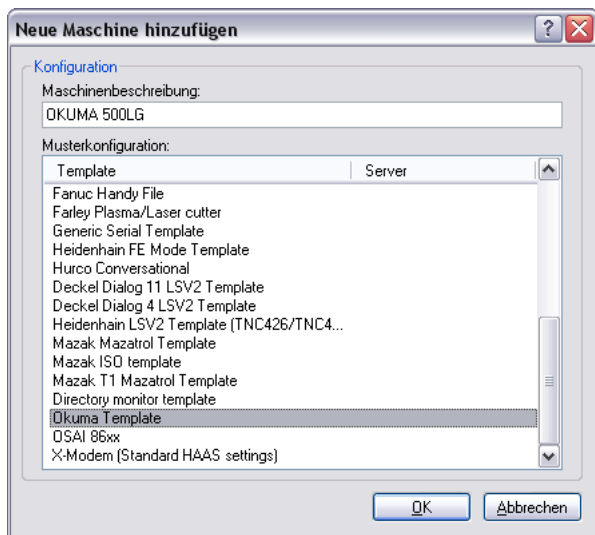 Neue Maschine hinzufügen
Konfiguration
Maschinenbeschreibung:
OKUMA 500LG
Musterkonfiguration:
Template Server
Fanuc Handy File
Farley Plasma/Laser cutter
Generic Serial Template
Heidenhain FE Mode Template
Hurco Conversational
Deckel Dialog 11 LSV2 Template
Deckel Dialog 4 LSV2 Template
Heidenhain LSV2 Template (TNC426/TNC4...
Mazak Mazatrol Template
Mazak ISO template
Mazak T1 Mazatrol Template
Directory monitor template
Okuma Template
OSAI 86xx
X-Modem (Standard HAAS settings)
OK Abbrechen